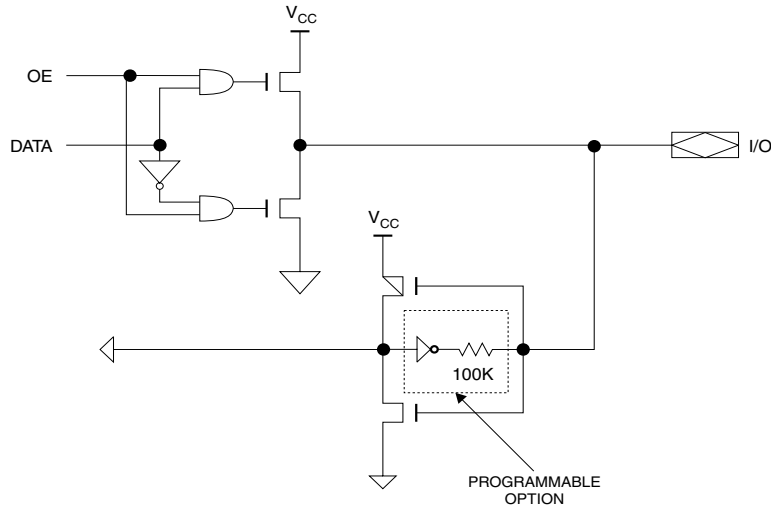 VCC
OE
DATA
I/O
VCC
100K
PROGRAMMABLE
OPTION